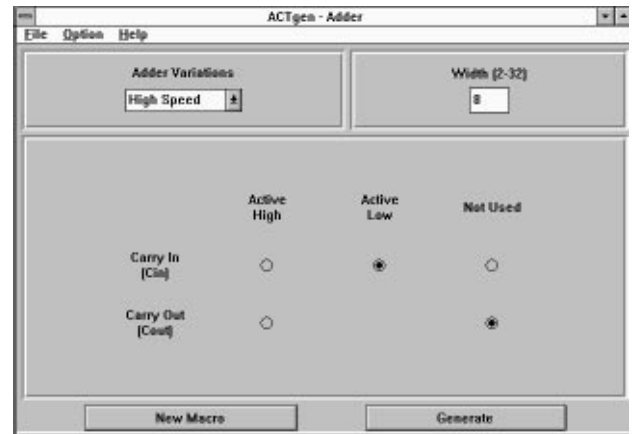 ACTgen - Adder
File Option Help
Adder Variations
High Speed
Width (2-32)
8
Active
High
Active
Low
Not Used
Carry In
(Cin)
Carry Out
(Cout)
New Macro
Generate